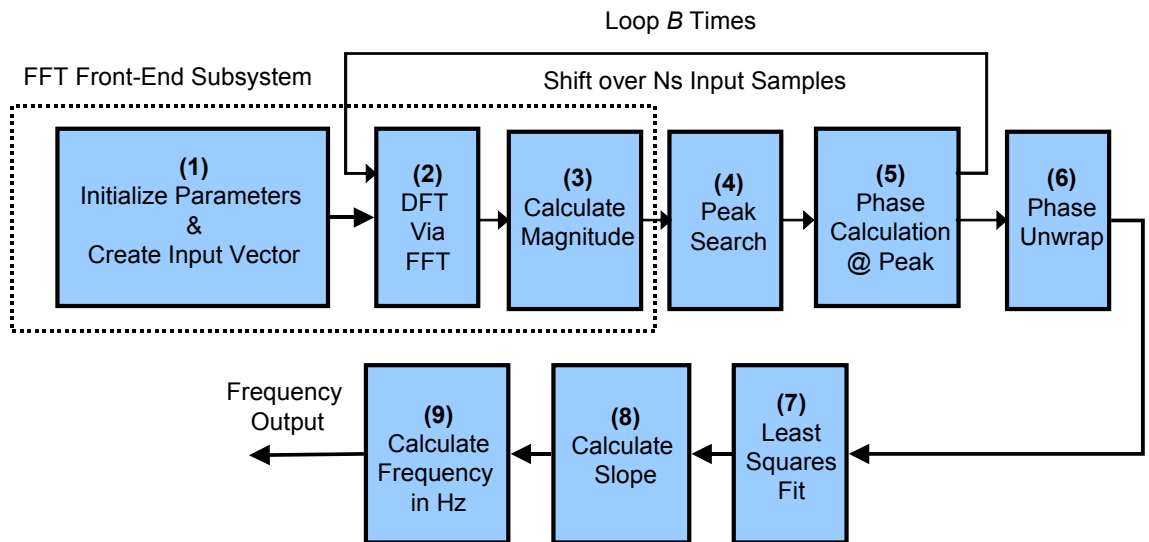 Loop B Times
FFT Front-End Subsystem
Shift over Ns Input Samples
(1)
Initialize Parameters
&
Create Input Vector
(2)
DFT
Via
FFT
(3)
Calculate
Magnitude
(4)
Peak
Search
(5)
Phase
Calculation
@ Peak
(6)
Phase
Unwrap
Frequency
Output
(9)
Calculate
Frequency
in Hz
(8)
Calculate
Slope
(7)
Least
Squares
Fit